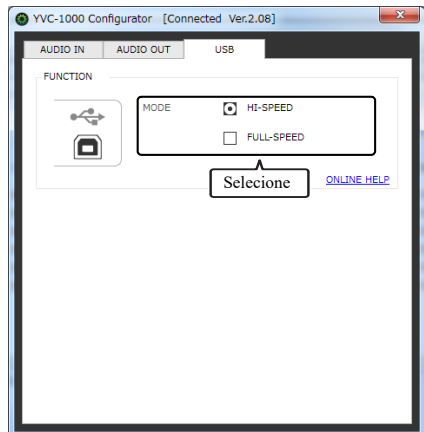 YVC-1000 Configurator [Connected Ver.2.08]
AUDIO IN AUDIO OUT USB
FUNCTION
MODE HI-SPEED
FULL-SPEED
Selecione
ONLINE HELP